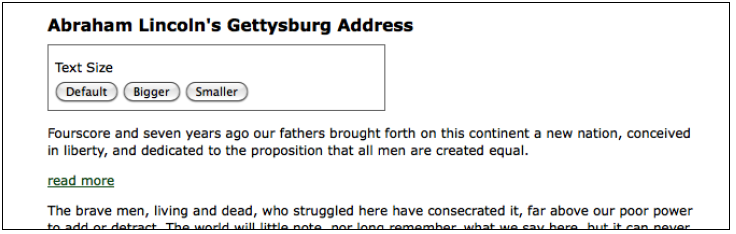 Abraham Lincoln's Gettysburg Address
Text Size
Default Bigger Smaller
Fourscore and seven years ago our fathers brought forth on this continent a new nation, conceived
in liberty, and dedicated to the proposition that all men are created equal.
read more
The brave men, living and dead, who struggled here have consecrated it, far above our poor power
to add or detract. The world will little note, nor long remember, what we say here, but it can never